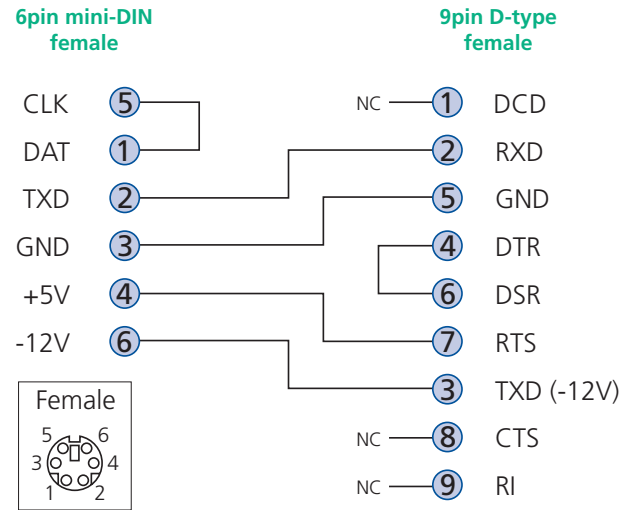 6pin mini-DIN
female
9pin D-type
female
CLK 5
DAT 1
TXD 2
GND 3
+5V 4
-12V 6
NC 1 DCD
2 RXD
5 GND
4 DTR
6 DSR
7 RTS
3 TXD (-12V)
NC 8 CTS
NC 9 RI
Female
5 6
3 4
1 2